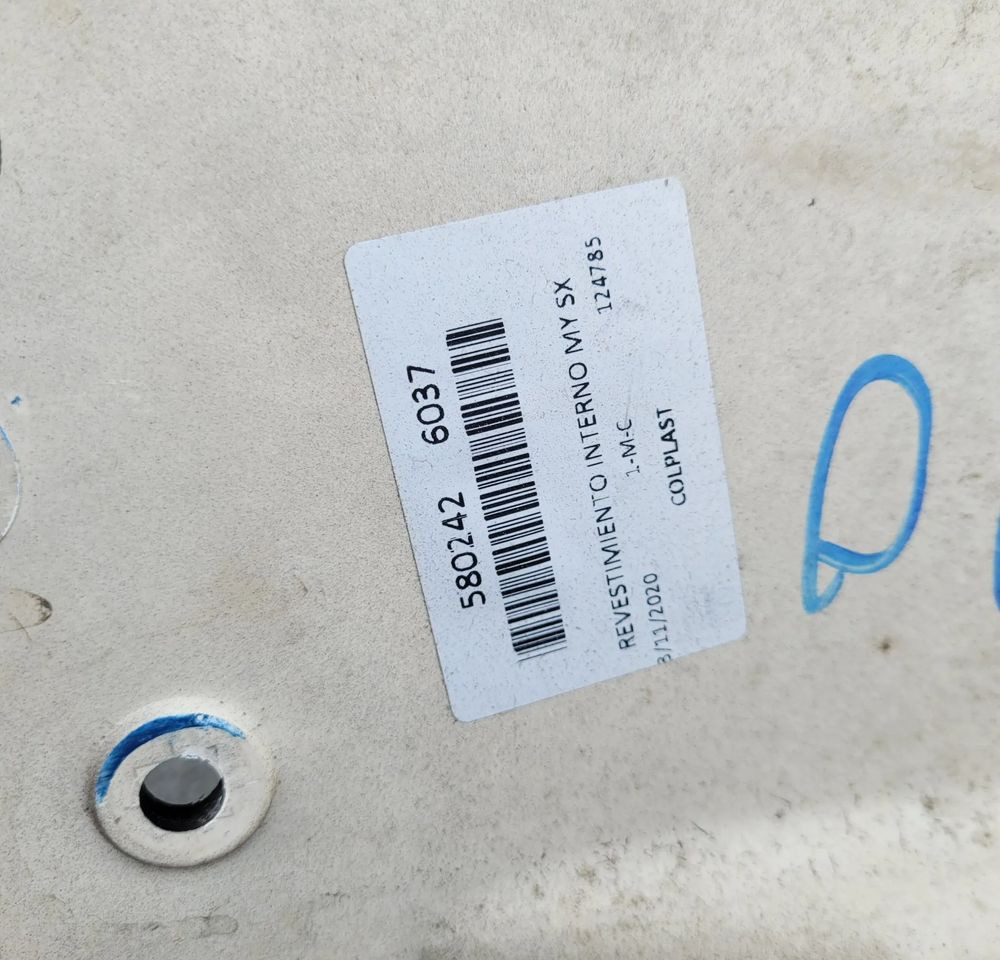 580242 6037
REVESTIMIENTO INTERNO MY SX
1-M-C 124785
3/11/2020 COLPLAST